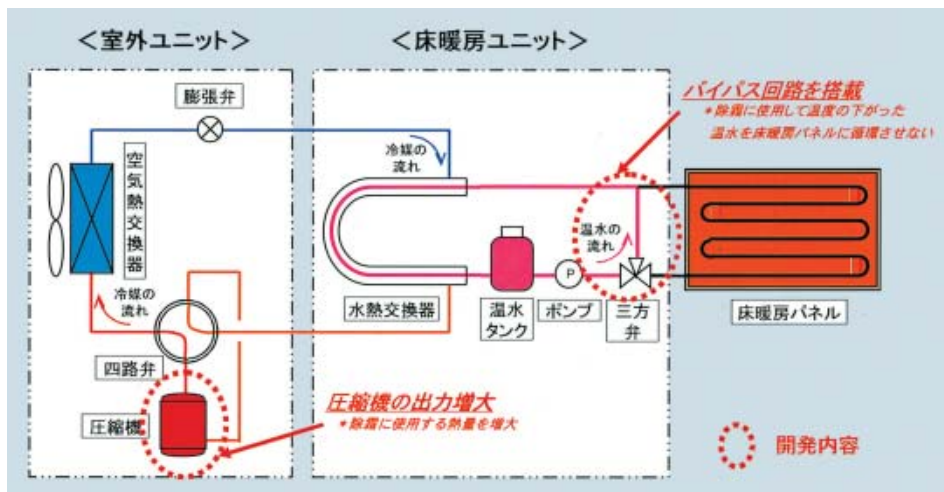 ＜室外ユニット＞
＜床暖房ユニット＞
膨張弁
バイパス回路を搭載
＊除霜に使用して温度の下がった
温水を床暖房パネルに循環させない
冷媒の
流れ
空気熱交換器
温水の
流れ
冷媒の
流れ
P
水熱交換器
温水
タンク
ポンプ
三方
弁
床暖房パネル
四路弁
圧縮機の出力増大
＊除霜に使用する熱量を増大
圧縮機
開発内容